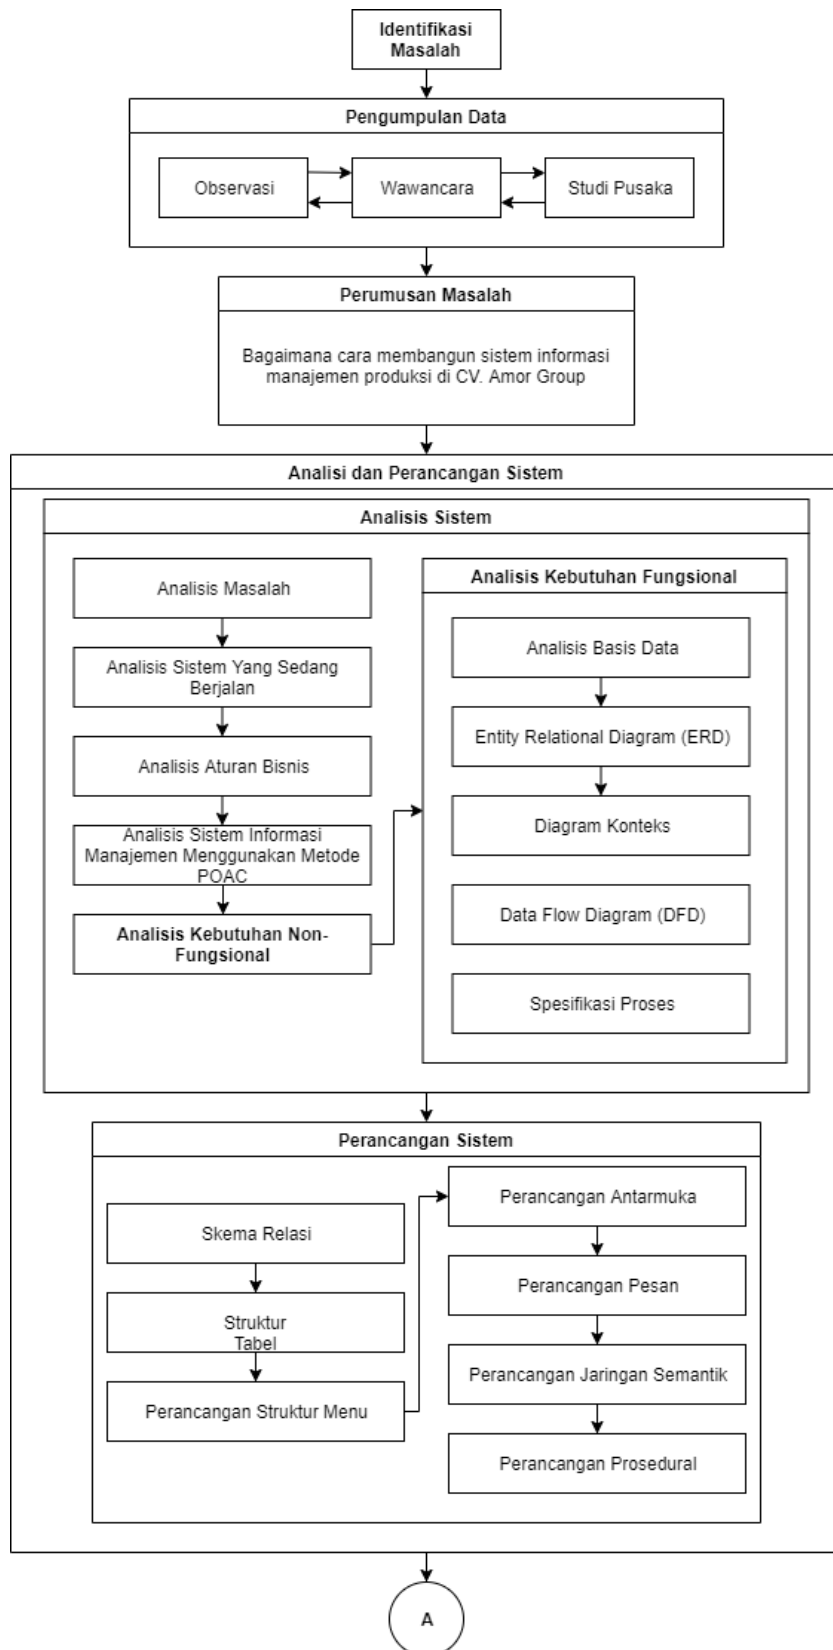 Identifikasi
Masalah
Pengumpulan Data
Observasi
Wawancara
Studi Pusaka
Perumusan Masalah
Bagaimana cara membangun sistem informasi
manajemen produksi di CV. Amor Group
Analisi dan Perancangan Sistem
Analisis Sistem
Analisis Masalah
Analisis Sistem Yang Sedang
Berjalan
Analisis Aturan Bisnis
Analisis Sistem Informasi
Manajemen Menggunakan Metode
POAC
Analisis Kebutuhan Non-
Fungsional
Analisis Kebutuhan Fungsional
Analisis Basis Data
Entity Relational Diagram (ERD)
Diagram Konteks
Data Flow Diagram (DFD)
Spesifikasi Proses
Perancangan Sistem
Skema Relasi
Struktur
Tabel
Perancangan Struktur Menu
Perancangan Antarmuka
Perancangan Pesan
Perancangan Jaringan Semantik
Perancangan Prosedural
A